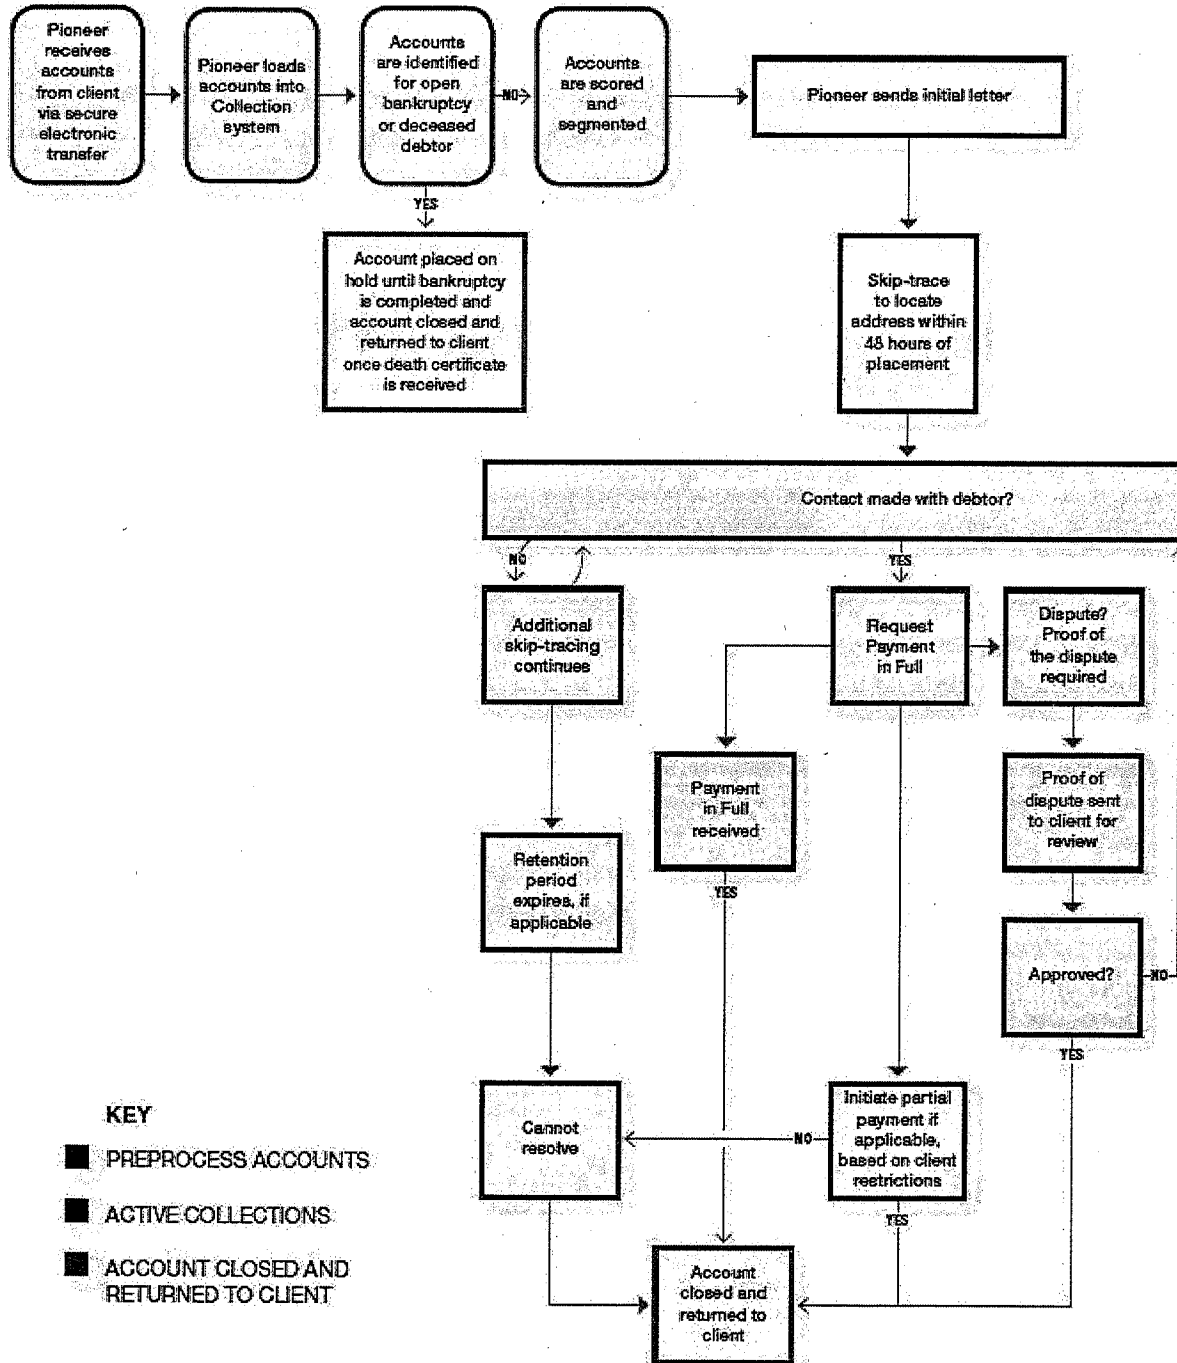 Pioneer
receives
accounts
from client
via secure
electronic
transfer
Pioneer loads
accounts into
Collection
system
Accounts
are identified
for open
bankruptcy
or deceased
debtor
NO
Accounts
are scored
and
segmented
Pioneer sends initial letter
YES
Account placed on
hold until bankruptcy
is completed and
account closed and
returned to client
once death certificate
is received
Skip-trace
to locate
address within
48 hours of
placement
Contact made with debtor?
NO
YES
Additional
skip-tracing
continues
Request
Payment
in Full
Dispute?
Proof of
the dispute
required
Payment
in Full
received
Proof of
dispute sent
to client for
review
Retention
period
expires, if
applicable
YES
Approved?
NO
YES
Cannot
resolve
NO
Initiate partial
payment if
applicable,
based on client
restrictions
YES
Account
closed and
returned to
client
KEY
PREPROCESS ACCOUNTS
ACTIVE COLLECTIONS
ACCOUNT CLOSED AND
RETURNED TO CLIENT